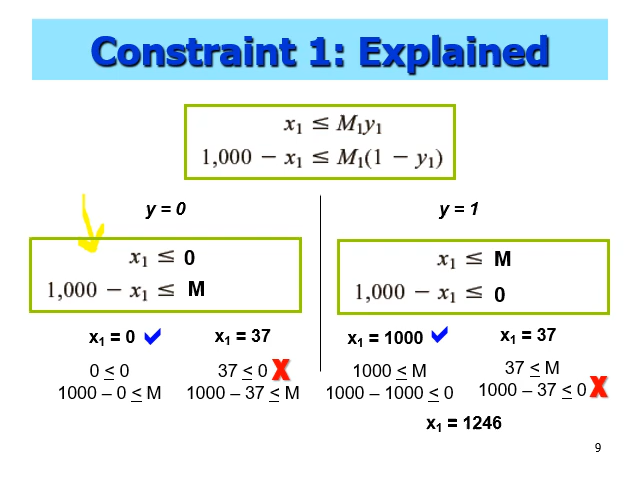 Constraint 1: Explained
x₁ ≤ M₁y₁
1,000 − x₁ ≤ M₁(1 − y₁)
y = 0
y = 1
x₁ ≤ 0
1,000 − x₁ ≤ M
x₁ ≤ M
1,000 − x₁ ≤ 0
x₁ = 0
x₁ = 37
x₁ = 1000
x₁ = 37
0 ≤ 0
1000 – 0 ≤ M
37 ≤ 0
1000 – 37 ≤ M
1000 ≤ M
1000 – 1000 ≤ 0
37 ≤ M
1000 – 37 ≤ 0
x₁ = 1246
9